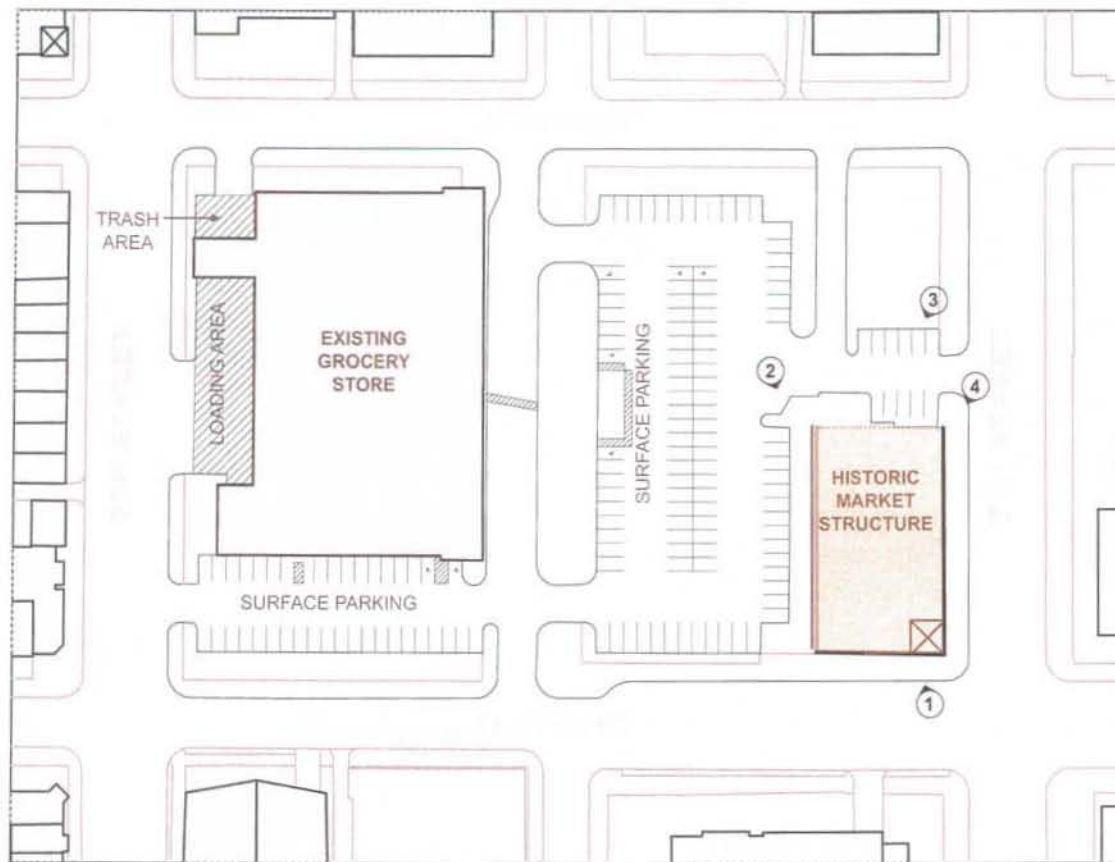 TRASH
AREA
LOADING AREA
EXISTING
GROCERY
STORE
SURFACE PARKING
SURFACE PARKING
3
2
4
HISTORIC
MARKET
STRUCTURE
1